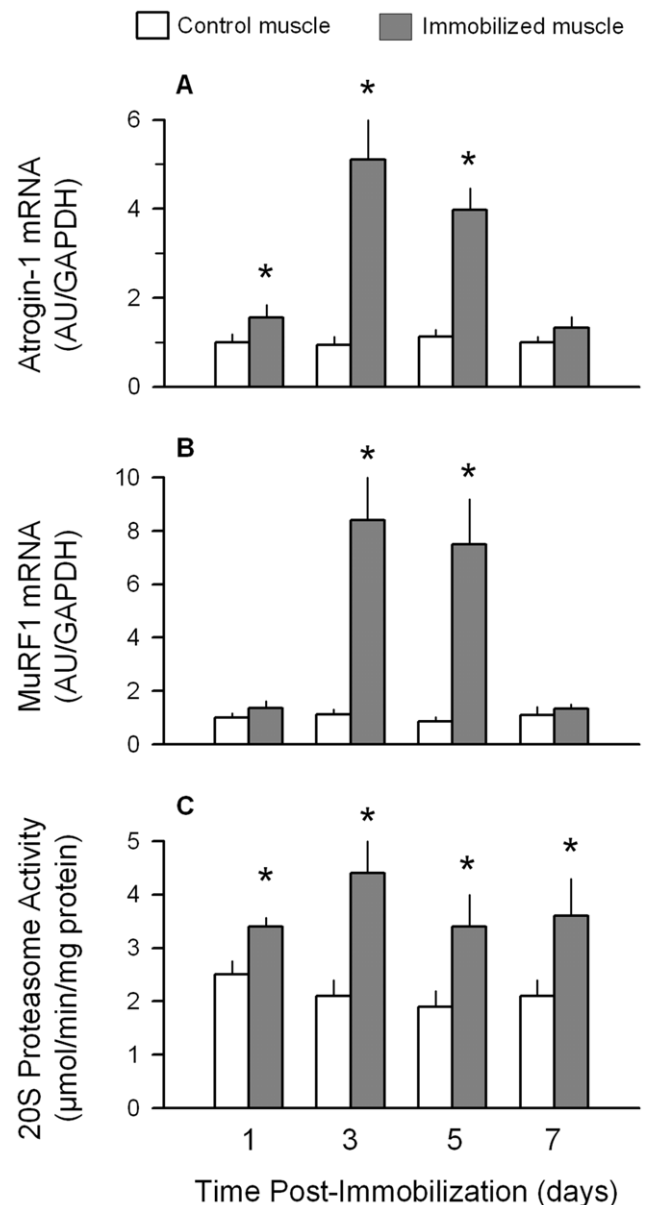 Control muscle
Immobilized muscle
A
*
*
*
Atrogin-1 mRNA
(AU/GAPDH)
6
4
2
0
B
*
*
MuRF1 mRNA
(AU/GAPDH)
10
8
6
4
2
0
C
*
*
*
*
20S Proteasome Activity
(µmol/min/mg protein)
5
4
3
2
1
0
1 3 5 7
Time Post-Immobilization (days)